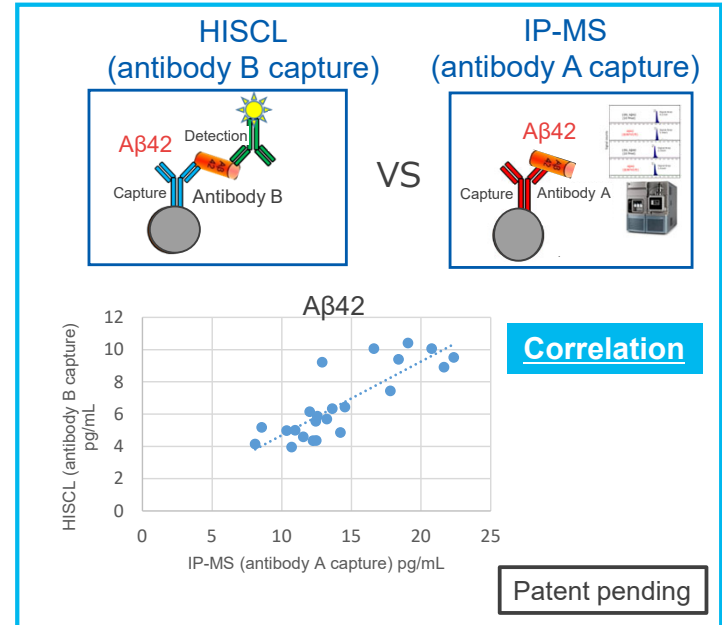 HISCL
(antibody B capture)
IP-MS
(antibody A capture)
Aβ42
Detection
Capture
Antibody B
VS
Aβ42
Capture
Antibody A
Aβ42
Correlation
HISCL (antibody B capture)
pg/mL
12
10
8
6
4
2
0
0 5 10 15 20 25
IP-MS (antibody A capture) pg/mL
Patent pending